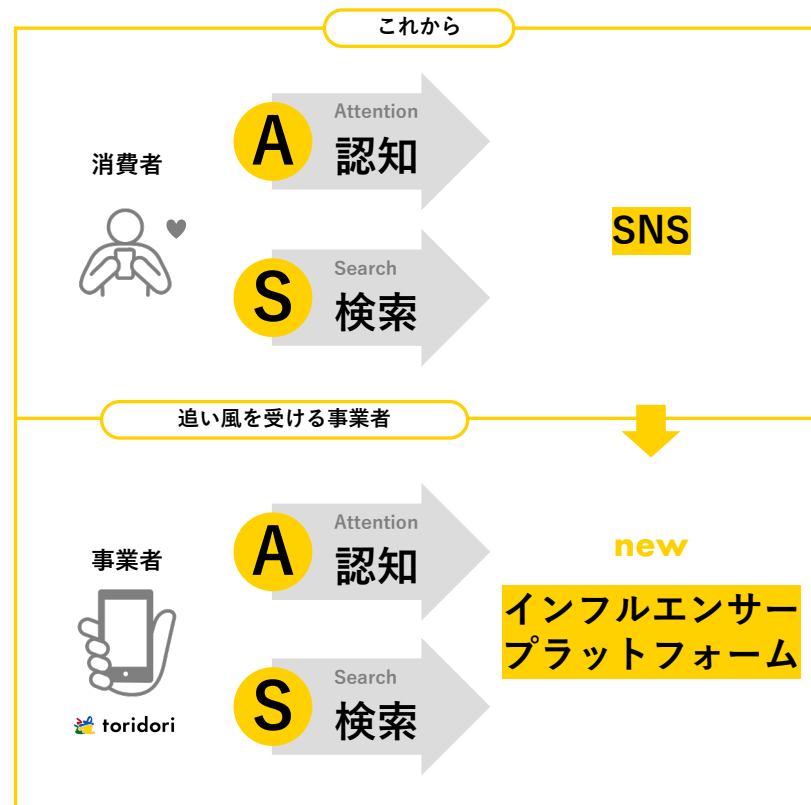 これから
消費者
A
Attention
認知
S
Search
検索
SNS
追い風を受ける事業者
事業者
toridori
A
Attention
認知
S
Search
検索
new
インフルエンサー
プラットフォーム